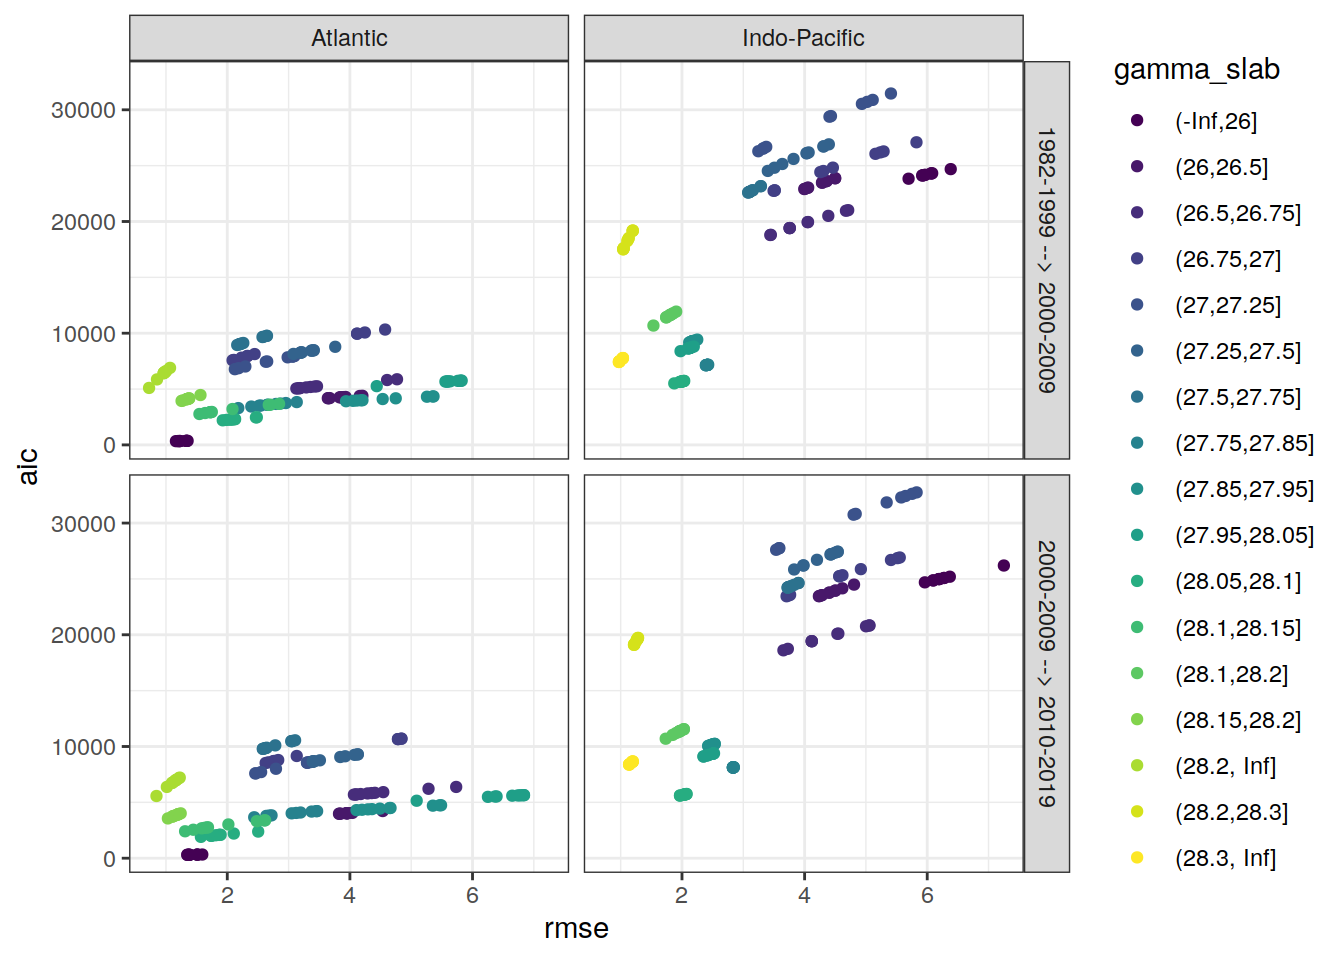 Atlantic
Indo-Pacific
1982-1999 --> 2000-2009
2000-2009 --> 2010-2019
30000
20000
10000
0
30000
20000
10000
0
aic
2
4
6
2
4
6
rmse
gamma_slab
(-Inf,26]
(26,26.5]
(26.5,26.75]
(26.75,27]
(27,27.25]
(27.25,27.5]
(27.5,27.75]
(27.75,27.85]
(27.85,27.95]
(27.95,28.05]
(28.05,28.1]
(28.1,28.15]
(28.1,28.2]
(28.15,28.2]
(28.2, Inf]
(28.2,28.3]
(28.3, Inf]